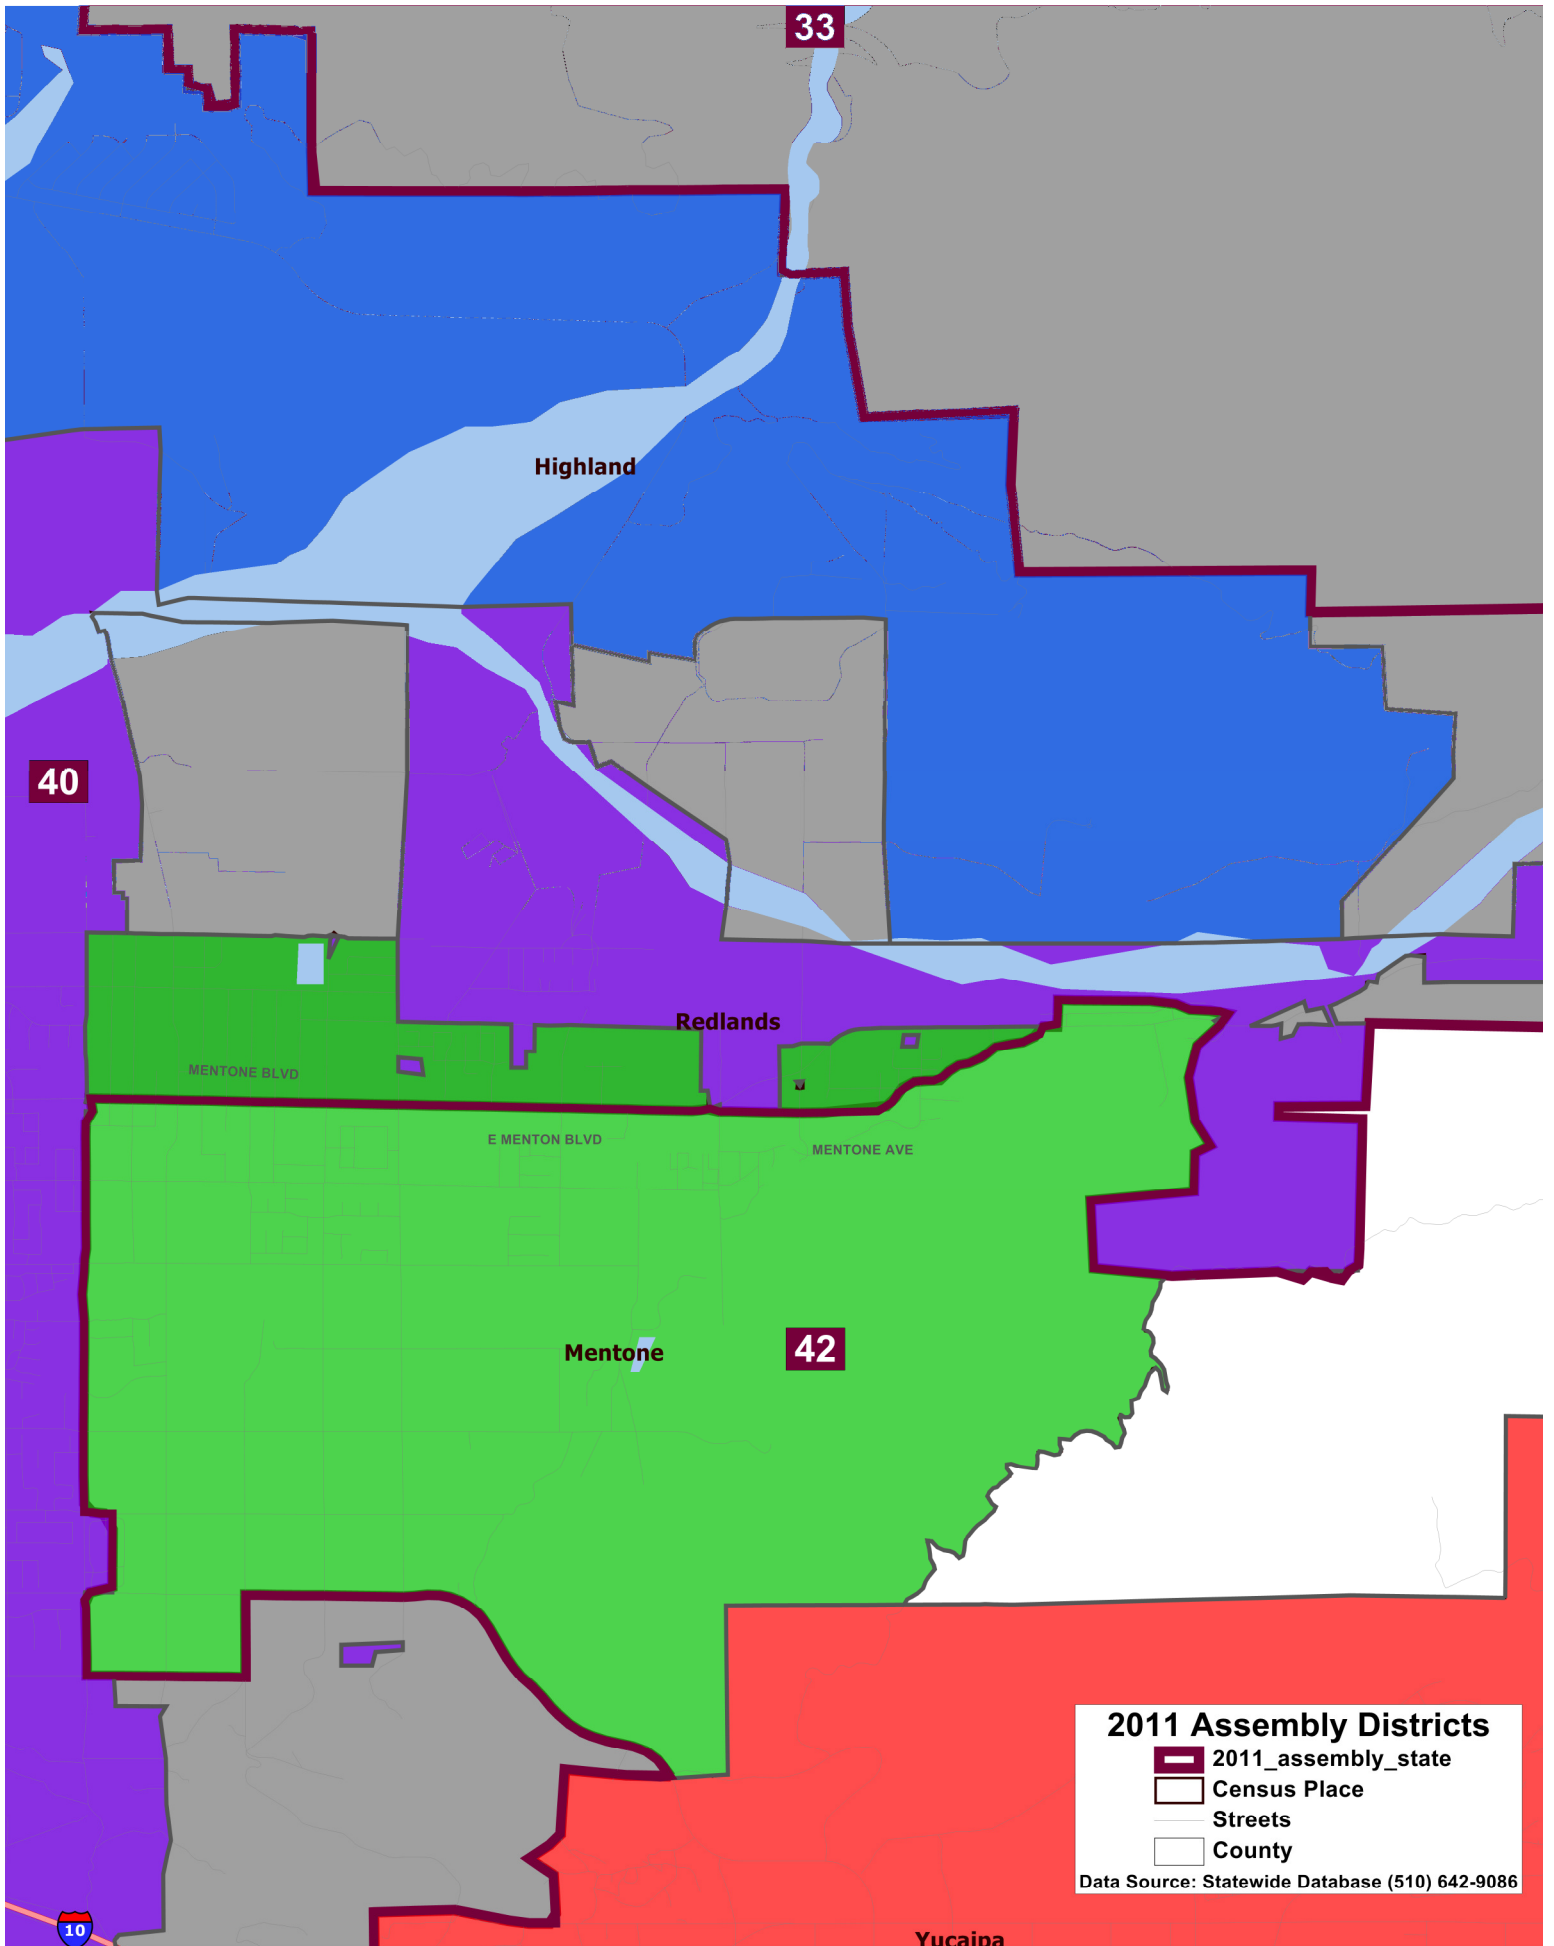 33
Highland
40
Redlands
MENTONE BLVD
E MENTON BLVD
MENTONE AVE
Mentone
42
2011 Assembly Districts
2011_assembly_state
Census Place
Streets
County
Data Source: Statewide Database (510) 642-9086
10
Yucaipa